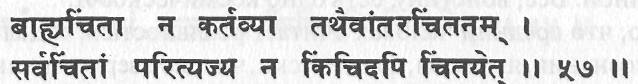 बाह्यचिंता न कर्तव्या तथैवांतरचिंतनम् ।
सर्वचिंतां परित्यज्य न किंचिदपि चिंतयेत् ॥ ५७ ॥